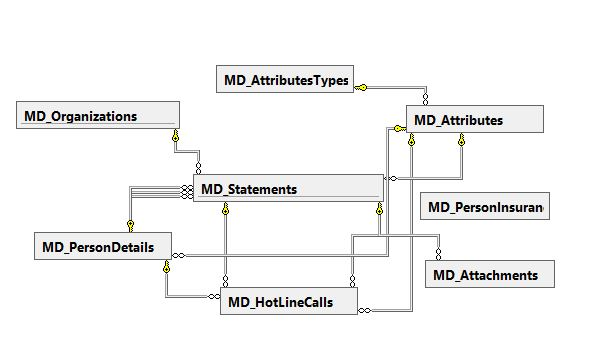 MD_AttributesTypes
MD_Organizations
MD_Attributes
MD_Statements
MD_PersonInsuran
MD_PersonDetails
MD_Attachments
MD_HotLineCalls